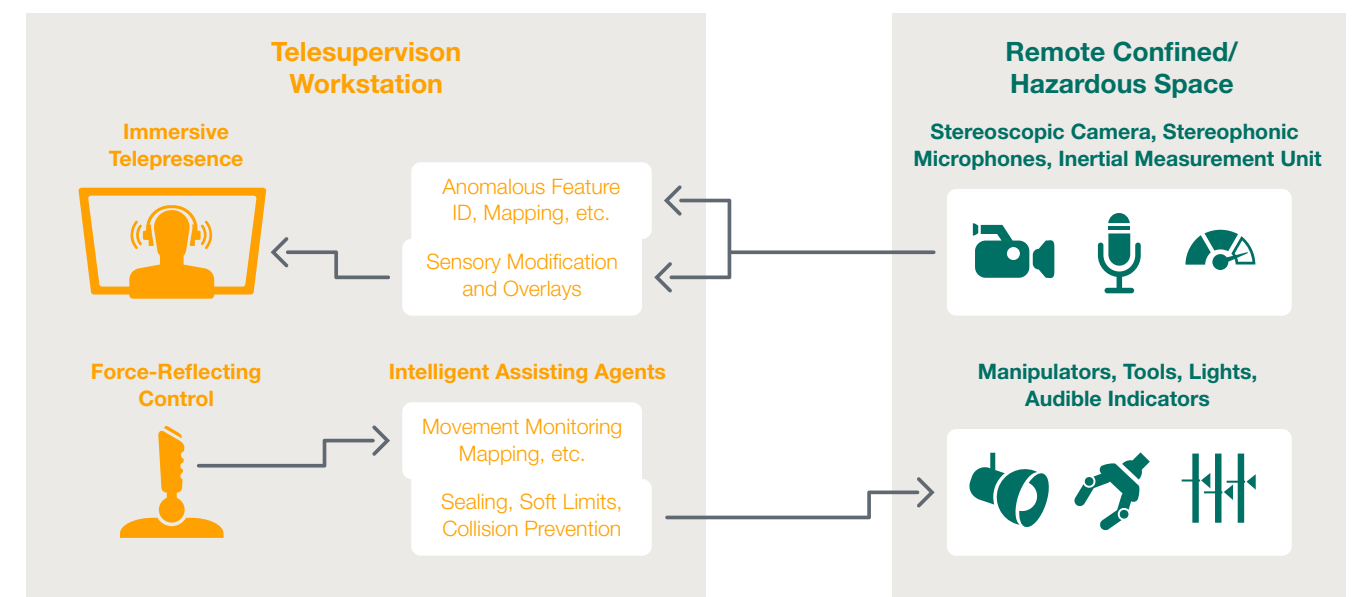 Telesupervison
Workstation
Immersive
Telepresence
Anomalous Feature
ID, Mapping, etc.
Sensory Modification
and Overlays
Force-Reflecting
Control
Intelligent Assisting Agents
Movement Monitoring
Mapping, etc.
Sealing, Soft Limits,
Collision Prevention
Remote Confined/
Hazardous Space
Stereoscopic Camera, Stereophonic
Microphones, Inertial Measurement Unit
Manipulators, Tools, Lights,
Audible Indicators